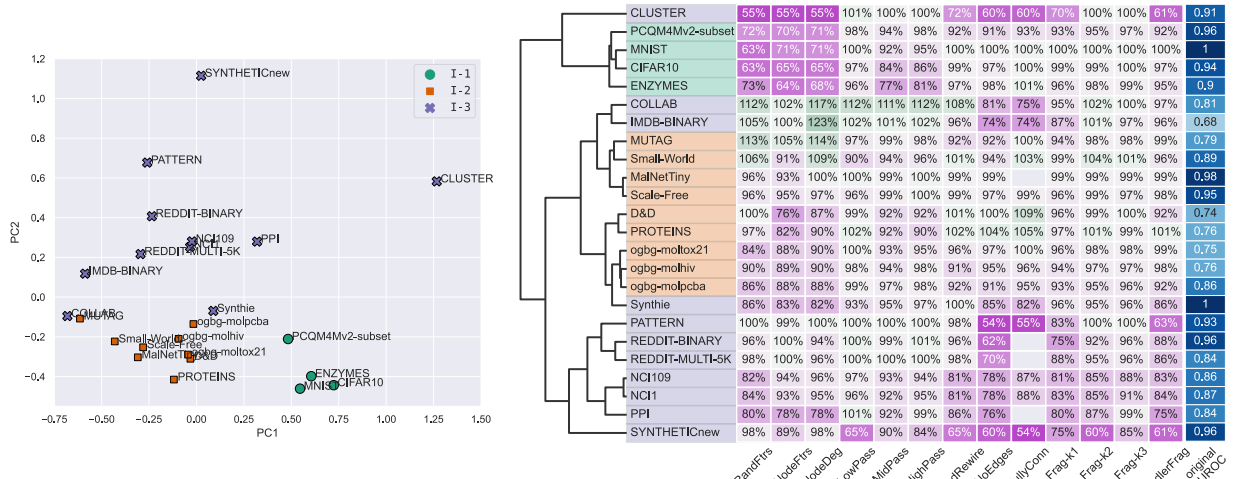 1.2
1.0
0.8
0.6
0.4
0.2
0.0
−0.2
−0.4
PC2
−0.75 −0.50 −0.25 0.00 0.25 0.50 0.75 1.00 1.25 1.50
PC1
I-1
I-2
I-3
SYNTHETICnew
PATTERN
CLUSTER
REDDIT-BINARY
NCI109
NCI1
PPI
REDDIT-MULTI-5K
IMDB-BINARY
Synthie
COLLAB
MUTAG
ogbg-molpcba
Small-World
ogbg-molhiv
PCQM4Mv2-subset
Scale-Free
MalNetTiny
ogbg-moltox21
D&D
PROTEINS
ENZYMES
MNIST
CIFAR10
CLUSTER 55% 55% 55% 101% 100% 100% 72% 60% 60% 70% 100% 100% 61% 0.91
PCQM4Mv2-subset 72% 70% 71% 98% 94% 98% 92% 91% 93% 93% 95% 97% 92% 0.96
MNIST 63% 71% 71% 100% 92% 95% 100% 100% 100% 100% 100% 100% 100% 1
CIFAR10 63% 65% 65% 97% 84% 86% 99% 100% 100% 99% 99% 99% 100% 0.94
ENZYMES 73% 64% 68% 96% 77% 81% 97% 98% 101% 96% 98% 99% 95% 0.9
COLLAB 112% 102% 117% 112% 111% 112% 108% 81% 75% 95% 102% 100% 97% 0.81
IMDB-BINARY 105% 100% 123% 102% 101% 102% 96% 74% 74% 87% 101% 97% 96% 0.68
MUTAG 113% 105% 114% 97% 99% 98% 92% 92% 100% 94% 98% 98% 99% 0.79
Small-World 106% 91% 109% 90% 94% 96% 101% 94% 103% 99% 104% 101% 96% 0.89
MalNetTiny 96% 93% 100% 100% 99% 100% 99% 99% 99% 99% 99% 99% 0.98
Scale-Free 96% 95% 97% 96% 99% 100% 99% 97% 99% 96% 96% 97% 98% 0.95
D&D 100% 76% 87% 99% 92% 92% 101% 100% 109% 96% 99% 100% 92% 0.74
PROTEINS 97% 82% 90% 102% 92% 90% 102% 104% 105% 97% 101% 99% 101% 0.76
ogbg-moltox21 84% 88% 90% 100% 93% 95% 96% 97% 100% 96% 98% 98% 99% 0.75
ogbg-molhiv 90% 89% 90% 98% 94% 98% 91% 95% 96% 94% 97% 97% 98% 0.76
ogbg-molpcba 86% 88% 88% 99% 97% 98% 92% 91% 95% 93% 95% 96% 92% 0.86
Synthie 86% 83% 82% 93% 95% 97% 100% 85% 82% 96% 95% 96% 86% 1
PATTERN 100% 99% 100% 100% 100% 100% 98% 54% 55% 83% 100% 100% 63% 0.93
REDDIT-BINARY 96% 100% 94% 96% 99% 101% 96% 62% 75% 92% 96% 88% 0.96
REDDIT-MULTI-5K 98% 100% 96% 100% 100% 100% 98% 70% 88% 95% 96% 86% 0.84
NCI109 82% 94% 96% 97% 93% 94% 81% 78% 87% 81% 85% 88% 83% 0.86
NCI1 84% 93% 95% 96% 92% 95% 81% 78% 88% 83% 85% 91% 84% 0.87
PPI 80% 78% 78% 101% 92% 99% 86% 76% 80% 87% 99% 75% 0.84
SYNTHETICnew 98% 89% 98% 65% 90% 84% 65% 60% 54% 75% 60% 85% 61% 0.96
Frag-k1 Frag-k2 Frag-k3 original